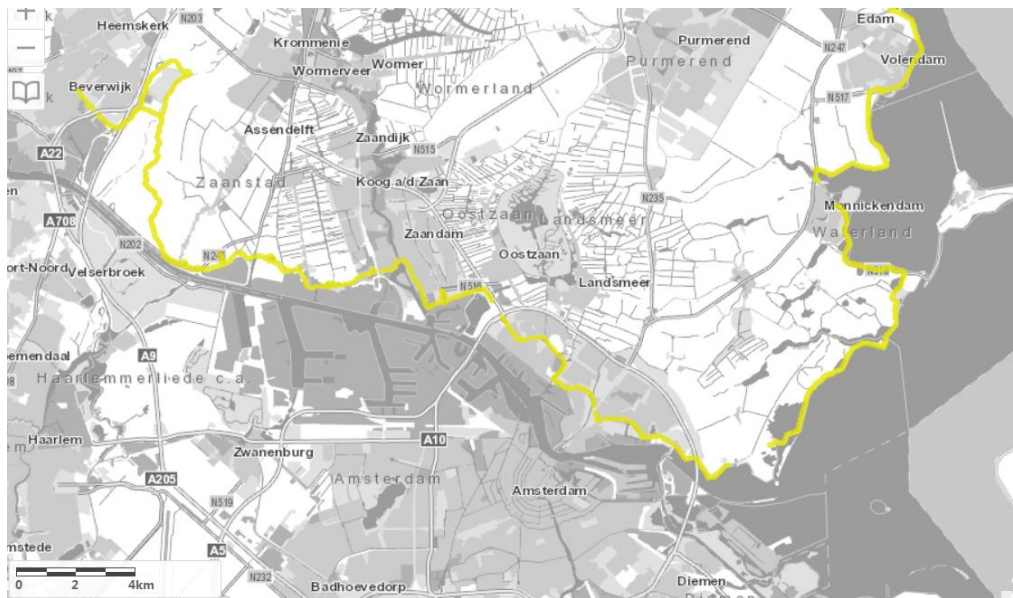 Heemskerk
N203
Edam
Krommenie
Purmerend
N247
Wormerveer
Wormer
Purmerend
Volendam
Beverwijk
Wormerland
N517
Assendelft
Zaandijk
N515
A22
Zaanstad
Koog a/d Zaan
N235
Monnickendam
A208
Oostzaan
Landsmeer
Waterland
Zaandam
N202
Oostzaan
Velserbroek
N516
Landsmeer
A9
Haarlemmerliede c.a.
Haarlem
A10
Zwanenburg
Amsterdam
A205
Amsterdam
N519
A5
0 2 4km
N232
Badhoevedorp
Diemen
Diemen